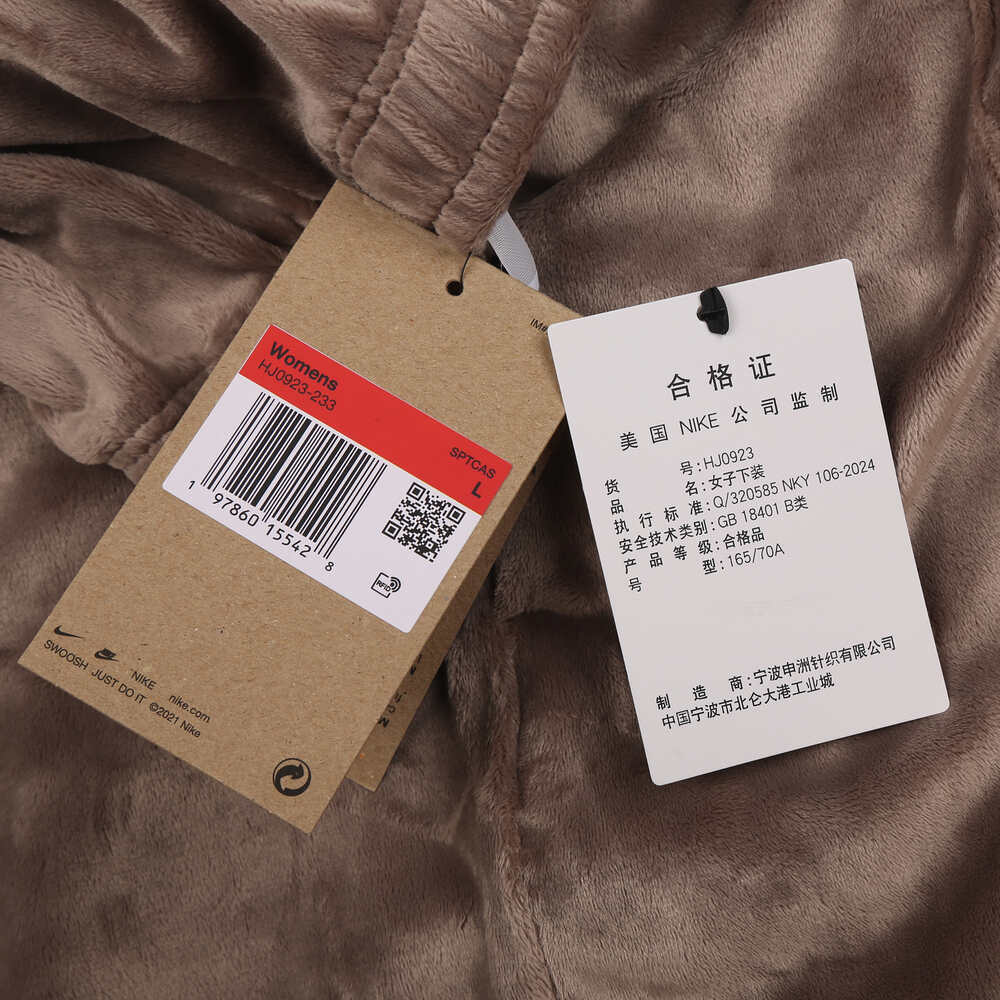 IM#
Womens
HJ0923-233
SPTCAS
L
1 97860 15542 8
RFID
SWOOSH JUST DO IT NIKE nike.com
©2021 Nike
合格证
美国 NIKE 公司监制
货号:HJ0923
品名:女子下装
执行标准:Q/320585 NKY 106-2024
安全技术类别:GB 18401 B类
产品等级:合格品
号型:165/70A
制造商:宁波申洲针织有限公司
中国宁波市北仑大港工业城